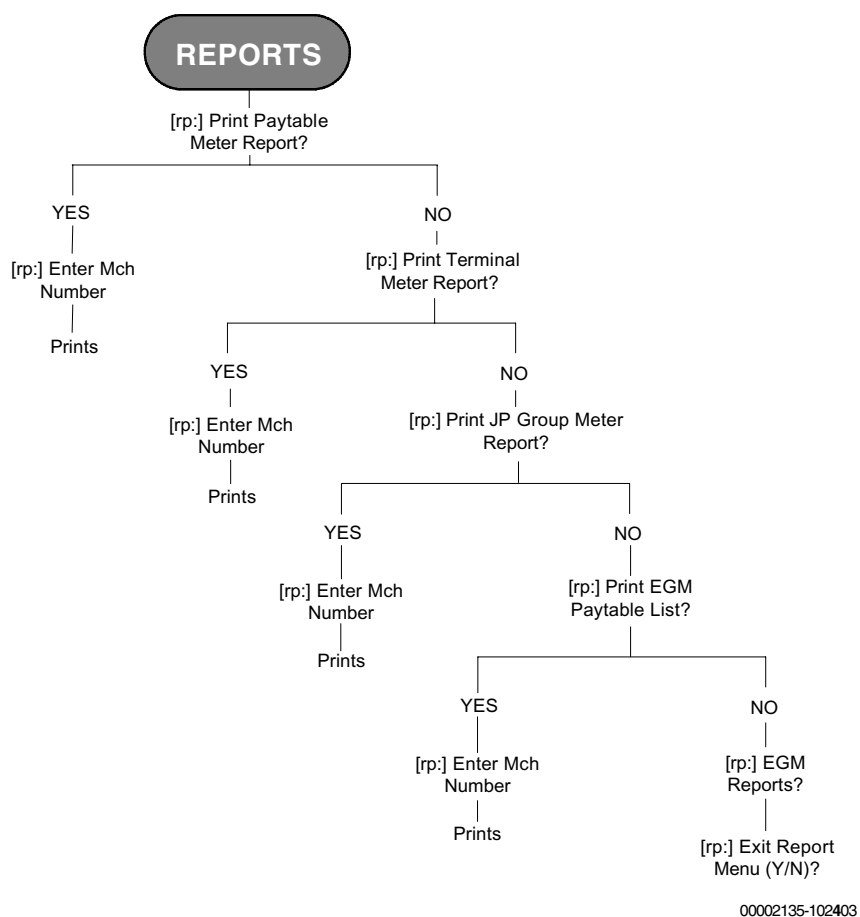 REPORTS
[rp:] Print Paytable
Meter Report?
YES
NO
[rp:] Enter Mch
Number
[rp:] Print Terminal
Meter Report?
Prints
YES
NO
[rp:] Enter Mch
Number
[rp:] Print JP Group Meter
Report?
Prints
YES
NO
[rp:] Enter Mch
Number
[rp:] Print EGM
Paytable List?
Prints
YES
NO
[rp:] Enter Mch
Number
[rp:] EGM
Reports?
Prints
[rp:] Exit Report
Menu (Y/N)?
00002135-102403